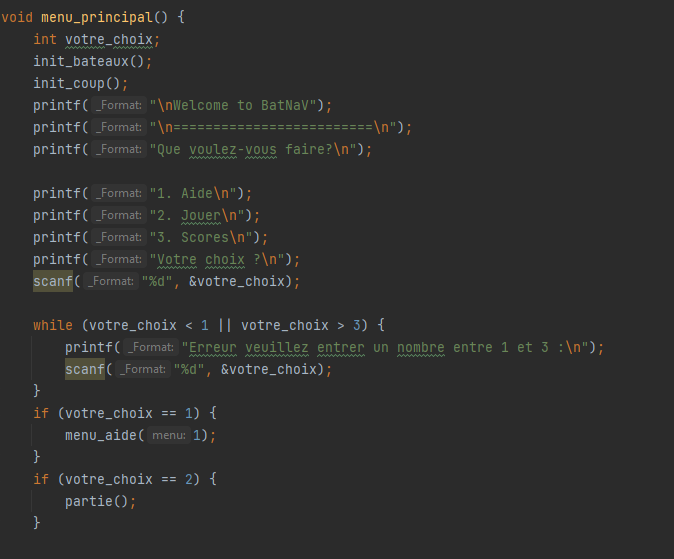 void menu_principal() {
    int votre_choix;
    init_bateaux();
    init_coup();
    printf( _Format: "\nWelcome to BatNaV");
    printf( _Format: "\n=========================\n");
    printf( _Format: "Que voulez-vous faire?\n");

    printf( _Format: "1. Aide\n");
    printf( _Format: "2. Jouer\n");
    printf( _Format: "3. Scores\n");
    printf( _Format: "Votre choix ?\n");
    scanf( _Format: "%d", &votre_choix);

    while (votre_choix < 1 || votre_choix > 3) {
        printf( _Format: "Erreur veuillez entrer un nombre entre 1 et 3 :\n");
        scanf( _Format: "%d", &votre_choix);
    }
    if (votre_choix == 1) {
        menu_aide( menu: 1);
    }
    if (votre_choix == 2) {
        partie();
    }